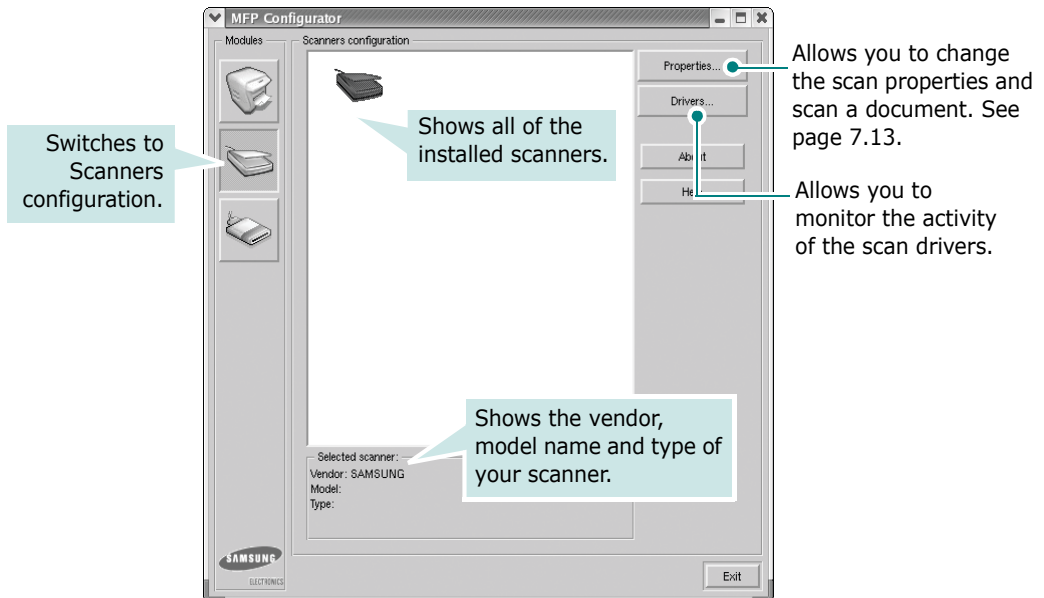 MFP Configurator
Modules
Scanners configuration
Properties...
Drivers...
About
Allows you to change
the scan properties and
scan a document. See
page 7.13.
Allows you to
monitor the activity
of the scan drivers.
Switches to
Scanners
configuration.
Shows all of the
installed scanners.
Shows the vendor,
model name and type of
your scanner.
Selected scanner:
Vendor: SAMSUNG
Model:
Type:
SAMSUNG
ELECTRONICS
Exit